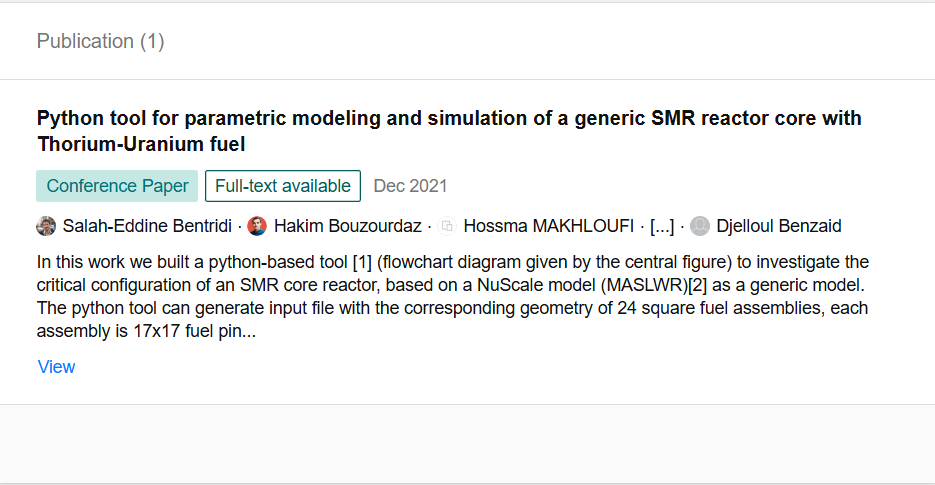 Publication (1)
Python tool for parametric modeling and simulation of a generic SMR reactor core with
Thorium-Uranium fuel
Conference Paper Full-text available Dec 2021
Salah-Eddine Bentridi · Hakim Bouzourdaz · Hossma MAKHLOUFI · [...] · Djelloul Benzaid
In this work we built a python-based tool [1] (flowchart diagram given by the central figure) to investigate the
critical configuration of an SMR core reactor, based on a NuScale model (MASLWR)[2] as a generic model.
The python tool can generate input file with the corresponding geometry of 24 square fuel assemblies, each
assembly is 17x17 fuel pin...
View